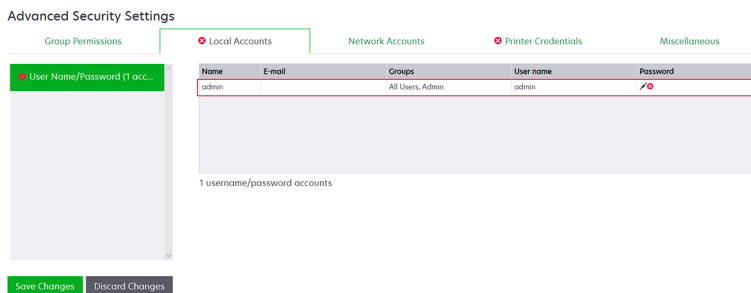 Advanced Security Settings
Group Permissions
Local Accounts
Network Accounts
Printer Credentials
Miscellaneous
User Name/Password (1 acc...
Name E-mail Groups User name Password
admin All Users, Admin admin
1 username/password accounts
Save Changes Discard Changes